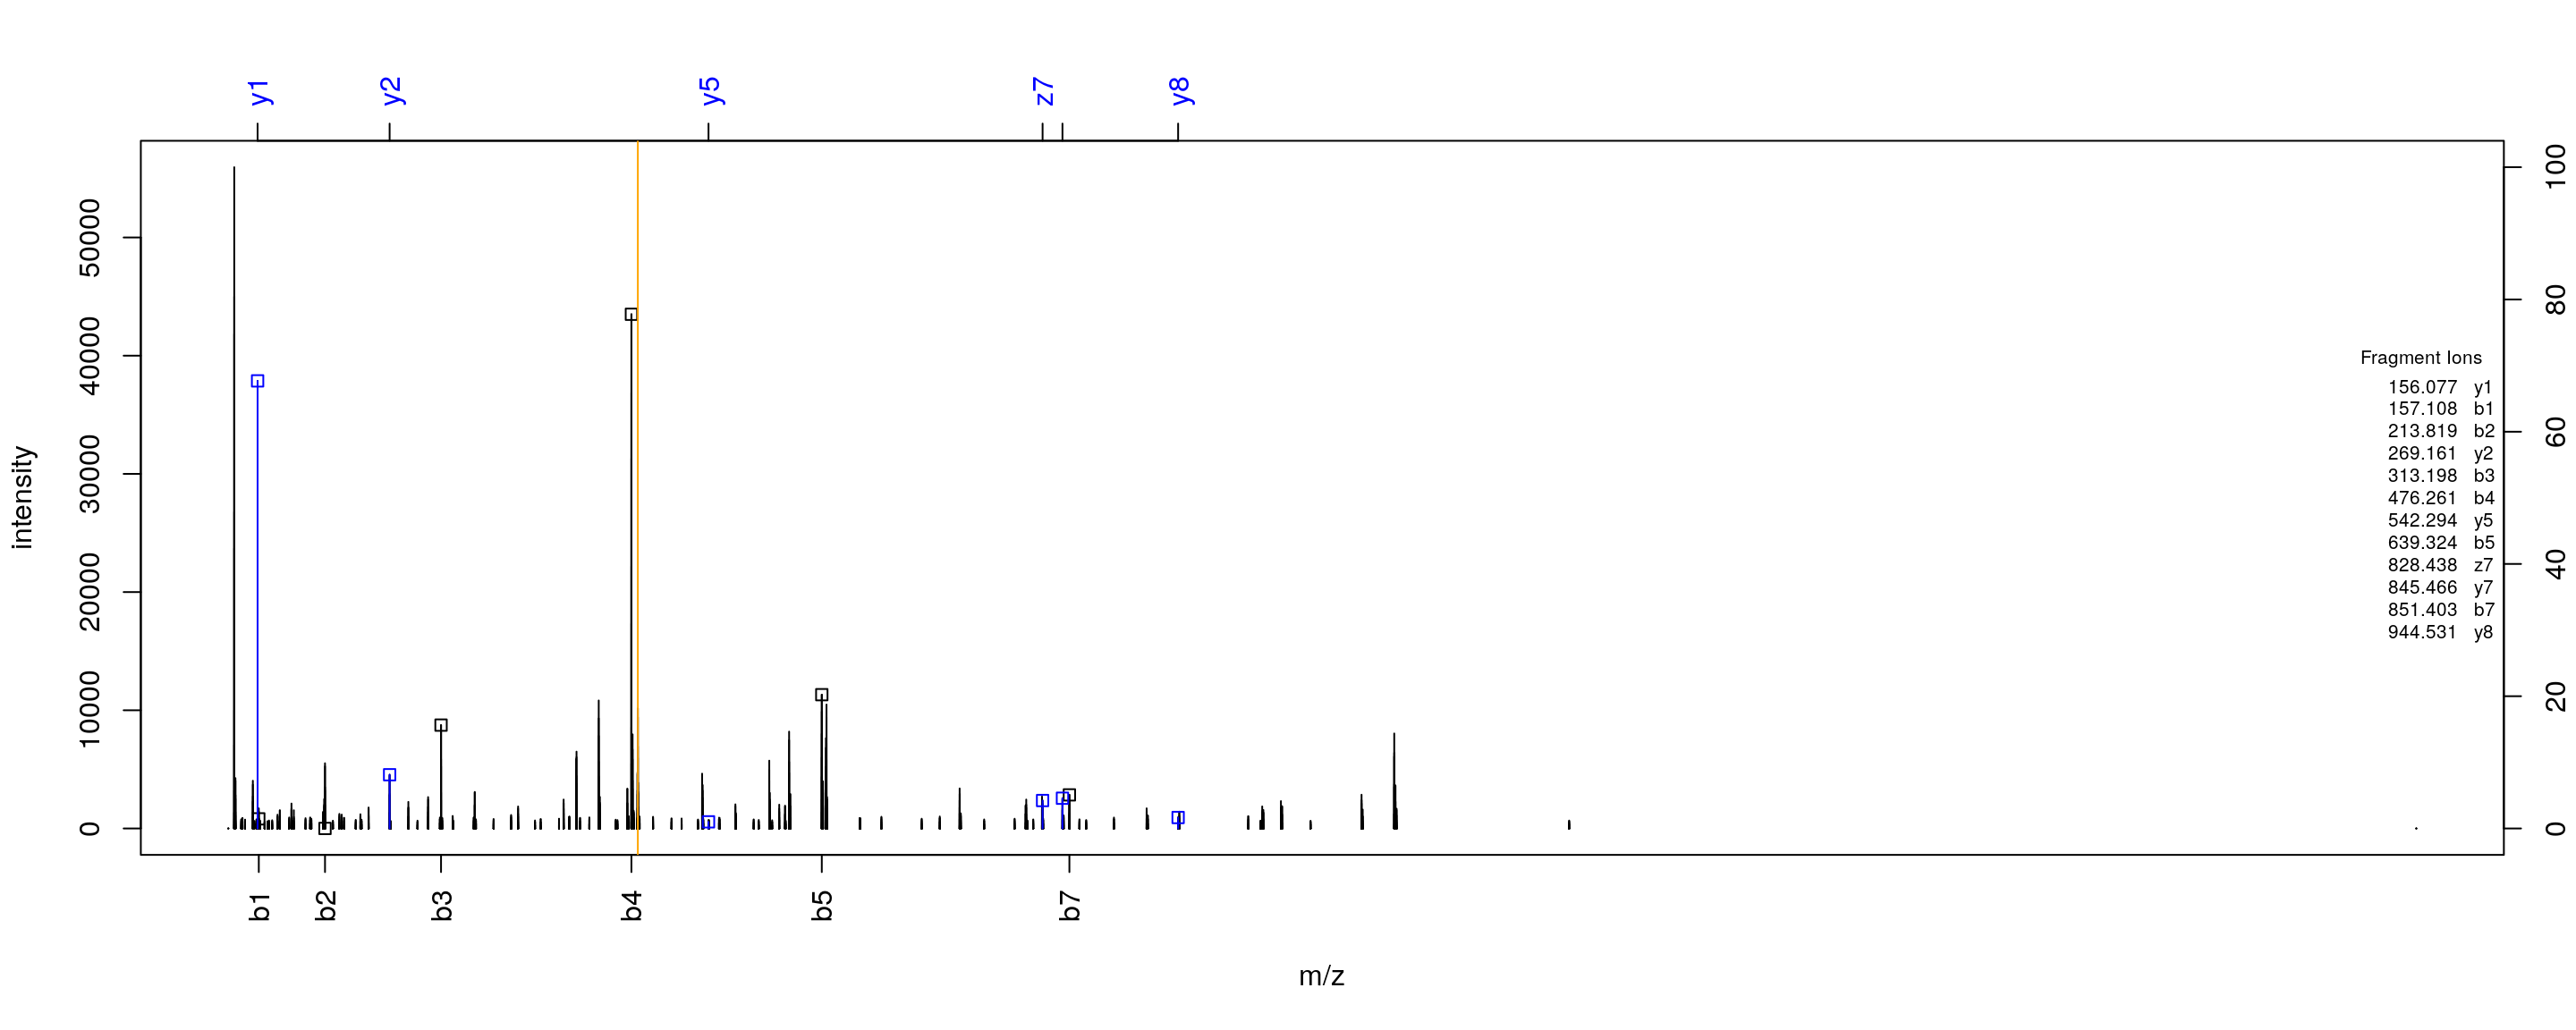 y1 y2 y5 z7 y8
100
80
60
40
20
0
50000
40000
30000
20000
10000
0
intensity
Fragment Ions
156.077 y1
157.108 b1
213.819 b2
269.161 y2
313.198 b3
476.261 b4
542.294 y5
639.324 b5
828.438 z7
845.466 y7
851.403 b7
944.531 y8
b1 b2 b3 b4 b5 b7
m/z